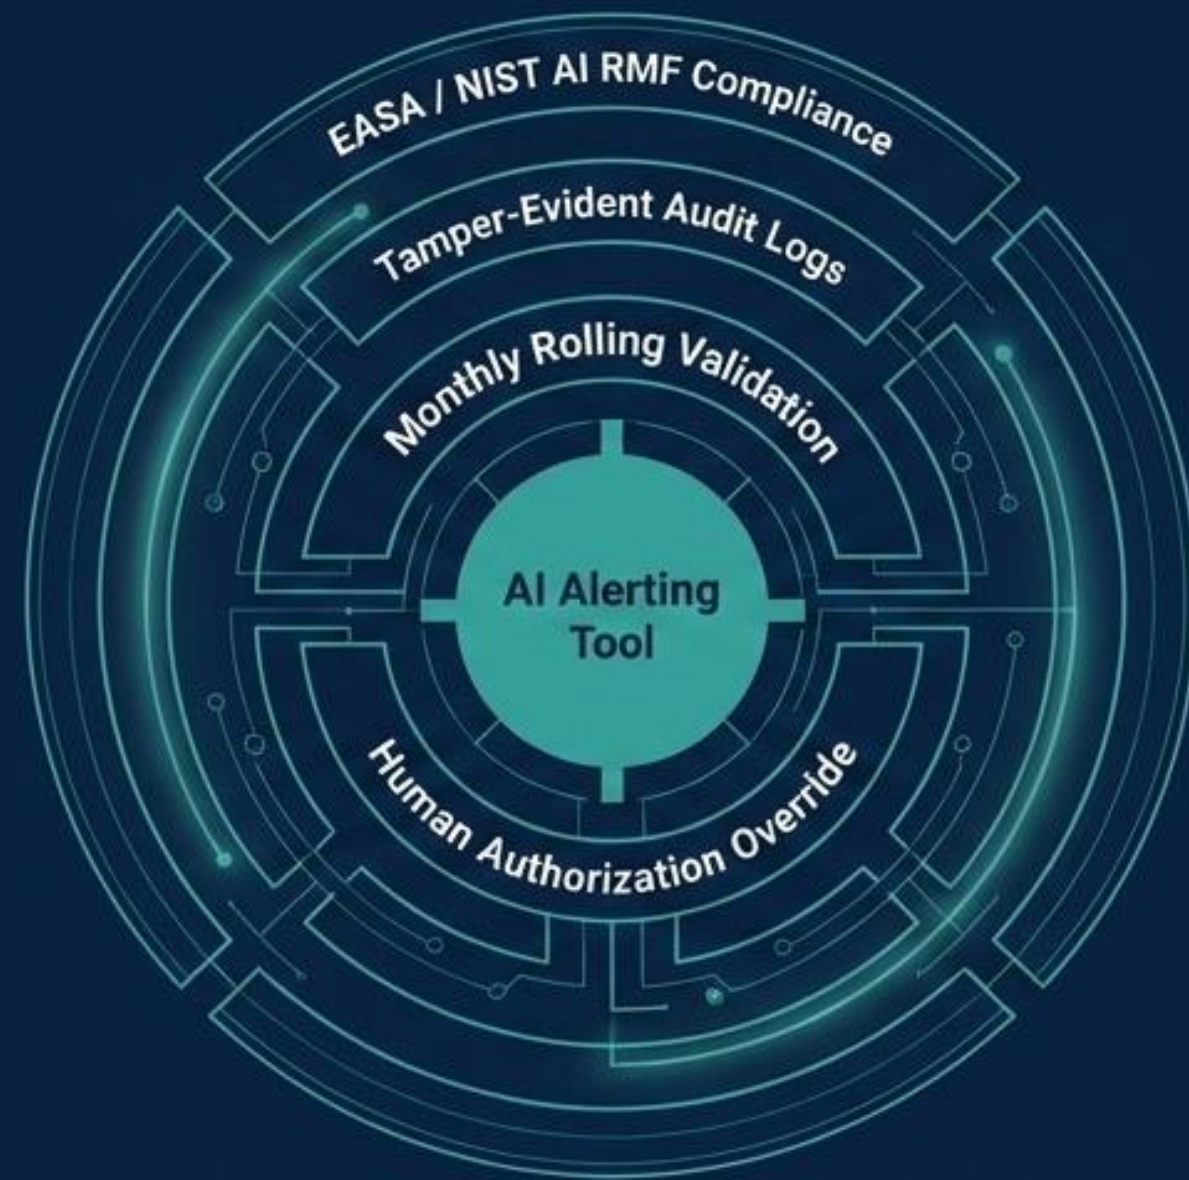 EASA / NIST AI RMF Compliance
Tamper-Evident Audit Logs
Monthly Rolling Validation
AI Alerting
Tool
Human Authorization Override